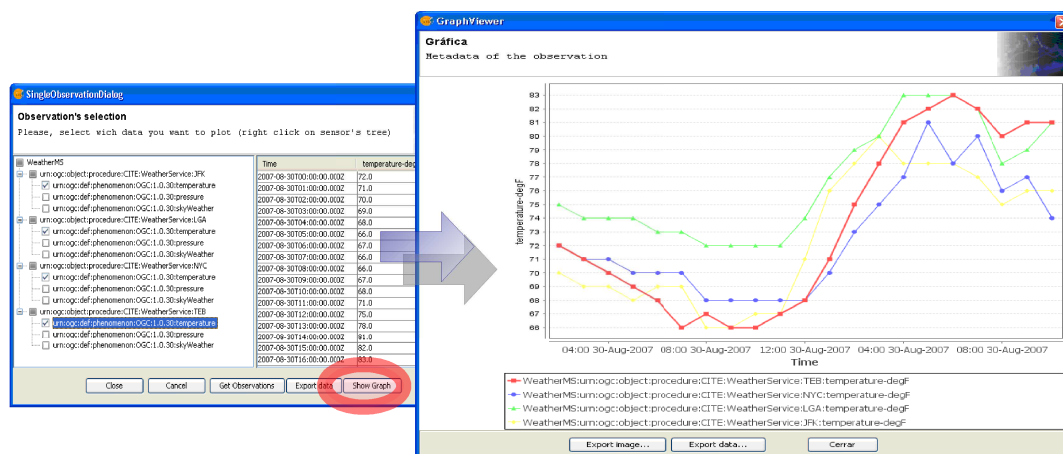 SingleObservationDialog
Observation's selection
Please, select wich data you want to plot (right click on sensor's tree)
WeatherMS
urn:ogc:object:procedure:CITE:WeatherService:JFK
urn:ogc:def:phenomenon:OGC:1.0.30:temperature
urn:ogc:def:phenomenon:OGC:1.0.30:pressure
urn:ogc:def:phenomenon:OGC:1.0.30:skyWeather
urn:ogc:object:procedure:CITE:WeatherService:LGA
urn:ogc:def:phenomenon:OGC:1.0.30:temperature
urn:ogc:def:phenomenon:OGC:1.0.30:pressure
urn:ogc:def:phenomenon:OGC:1.0.30:skyWeather
urn:ogc:object:procedure:CITE:WeatherService:NYC
urn:ogc:def:phenomenon:OGC:1.0.30:temperature
urn:ogc:def:phenomenon:OGC:1.0.30:pressure
urn:ogc:def:phenomenon:OGC:1.0.30:skyWeather
urn:ogc:object:procedure:CITE:WeatherService:TEB
urn:ogc:def:phenomenon:OGC:1.0.30:temperature
urn:ogc:def:phenomenon:OGC:1.0.30:pressure
urn:ogc:def:phenomenon:OGC:1.0.30:skyWeather
Time temperature-deg
2007-08-30T00:00:00.000Z 72.0
2007-08-30T01:00:00.000Z 71.0
2007-08-30T02:00:00.000Z 70.0
2007-08-30T03:00:00.000Z 69.0
2007-08-30T04:00:00.000Z 68.0
2007-08-30T05:00:00.000Z 66.0
2007-08-30T06:00:00.000Z 67.0
2007-08-30T07:00:00.000Z 66.0
2007-08-30T08:00:00.000Z 66.0
2007-08-30T09:00:00.000Z 67.0
2007-08-30T10:00:00.000Z 68.0
2007-08-30T11:00:00.000Z 71.0
2007-08-30T12:00:00.000Z 75.0
2007-08-30T13:00:00.000Z 78.0
2007-08-30T14:00:00.000Z 81.0
2007-08-30T15:00:00.000Z 82.0
2007-08-30T16:00:00.000Z 83.0
Close Cancel Get Observations Export data Show Graph
GraphViewer
Gráfica
Metadata of the observation
temperature-degF
83
82
81
80
79
78
77
76
75
74
73
72
71
70
69
68
67
66
04:00 30-Aug-2007 08:00 30-Aug-2007 12:00 30-Aug-2007 04:00 30-Aug-2007 08:00 30-Aug-2007
Time
WeatherMS:urn:ogc:object:procedure:CITE:WeatherService:TEB:temperature-degF
WeatherMS:urn:ogc:object:procedure:CITE:WeatherService:NYC:temperature-degF
WeatherMS:urn:ogc:object:procedure:CITE:WeatherService:LGA:temperature-degF
WeatherMS:urn:ogc:object:procedure:CITE:WeatherService:JFK:temperature-degF
Export image... Export data... Cerrar